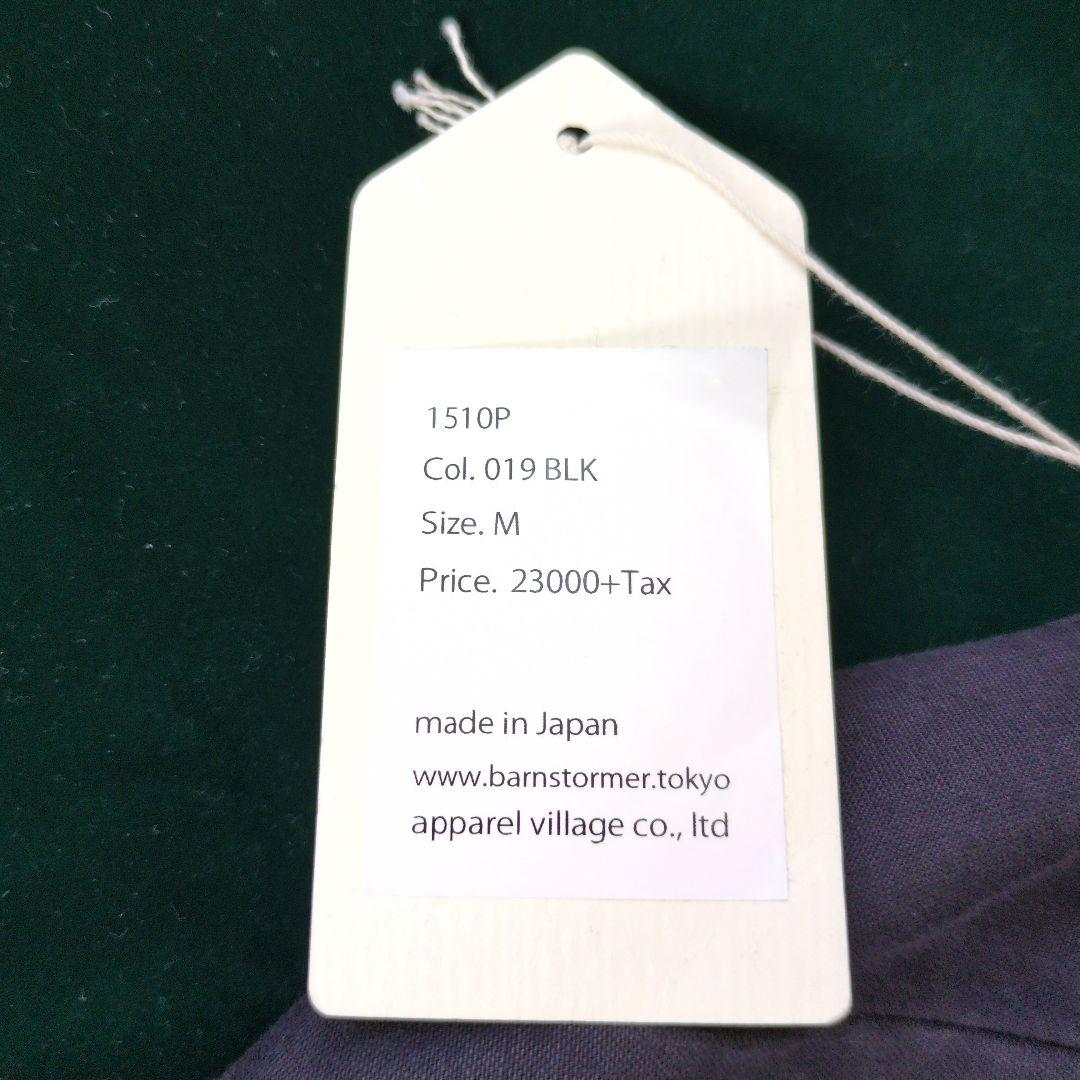 1510P
Col. 019 BLK
Size. M
Price. 23000+Tax
made in Japan
www.barnstormer.tokyo
apparel village co., ltd